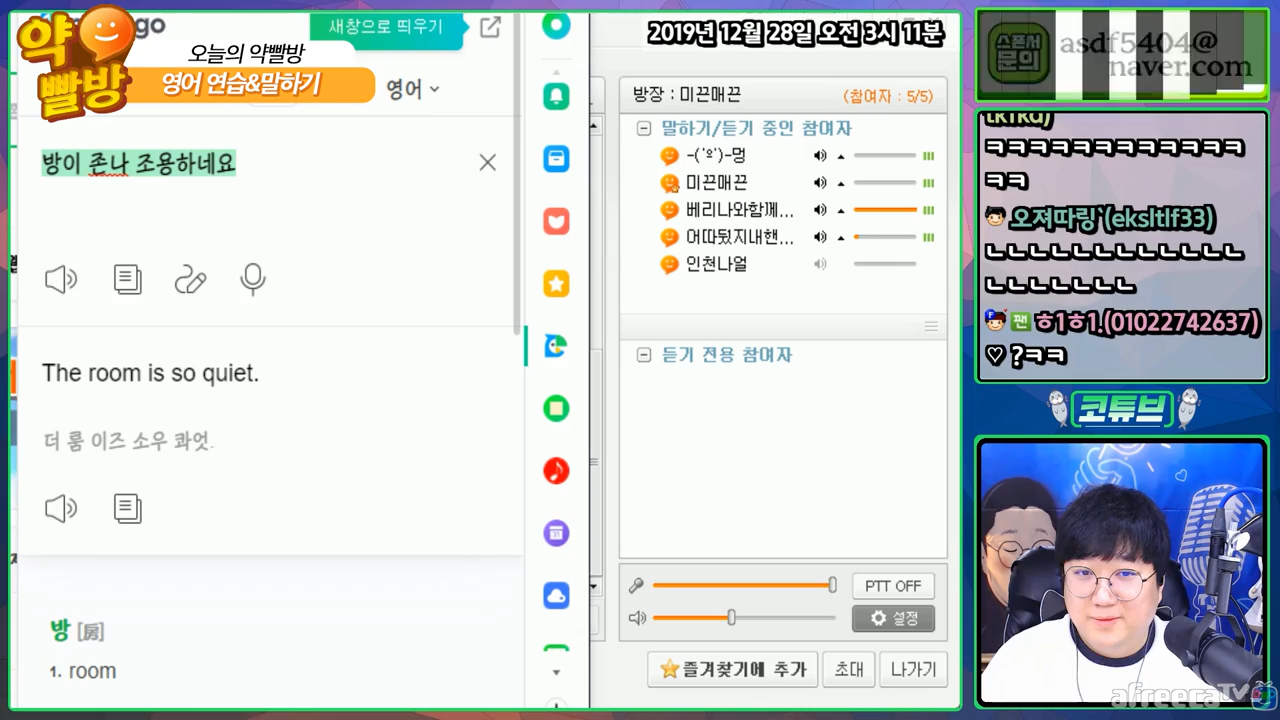 약빵방
go
오늘의 약빵방
영어 연습&말하기
새창으로 띄우기
영어
방이 존나 조용하네요
The room is so quiet.
더 룸 이즈 소우 콰엇.
방 [房]
1. room
2019년 12월 28일 오전 3시 11분
방장 : 미끈매끈
(참여자 : 5/5)
말하기/듣기 중인 참여자
-(˚ºº)-멍
미끈매끈
베리나와함께...
어따뒀지내핸...
인천나얼
듣기 전용 참여자
PTT OFF
설정
즐겨찾기에 추가
초대
나가기
스폰서
문의
asdf5404@
naver.com
ㅋㅋㅋㅋㅋㅋㅋㅋㅋㅋㅋㅋ
ㅋㅋ
오져따링`(eksltlf33)
ㄴㄴㄴㄴㄴㄴㄴㄴㄴㄴㄴㄴ
ㄴㄴㄴㄴㄴㄴㄴ
F 팬 ㅎ1ㅎ1.(01022742637)
♡ ?ㅋㅋ
코튜브
afreecaTV